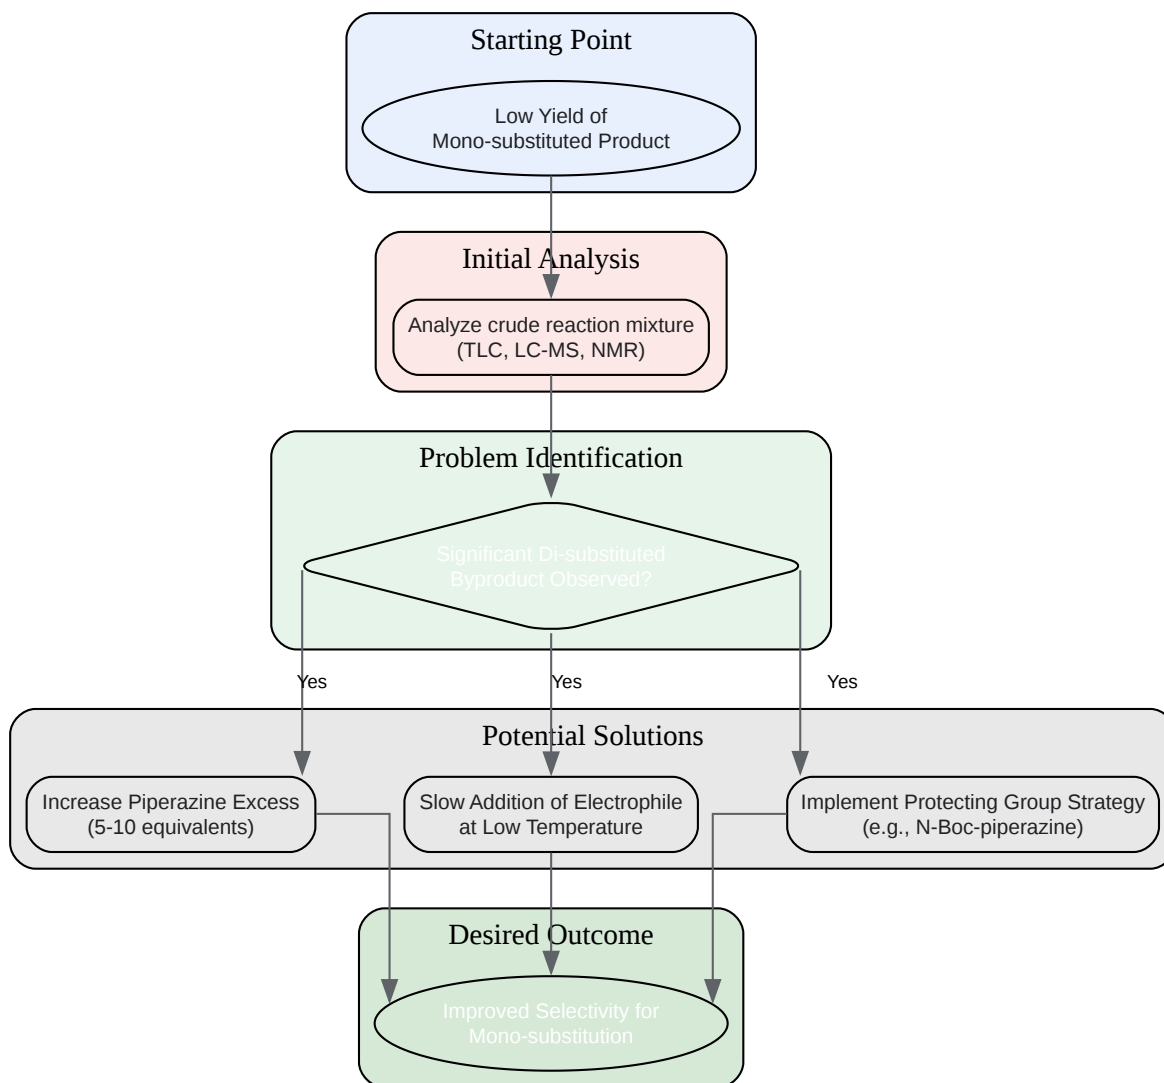 Starting Point
Low Yield of
Mono-substituted Product
Initial Analysis
Analyze crude reaction mixture
(TLC, LC-MS, NMR)
Problem Identification
Significant Di-substituted
Byproduct Observed?
Yes
Yes
Yes
Potential Solutions
Increase Piperazine Excess
(5-10 equivalents)
Slow Addition of Electrophile
at Low Temperature
Implement Protecting Group Strategy
(e.g., N-Boc-piperazine)
Desired Outcome
Improved Selectivity for
Mono-substitution